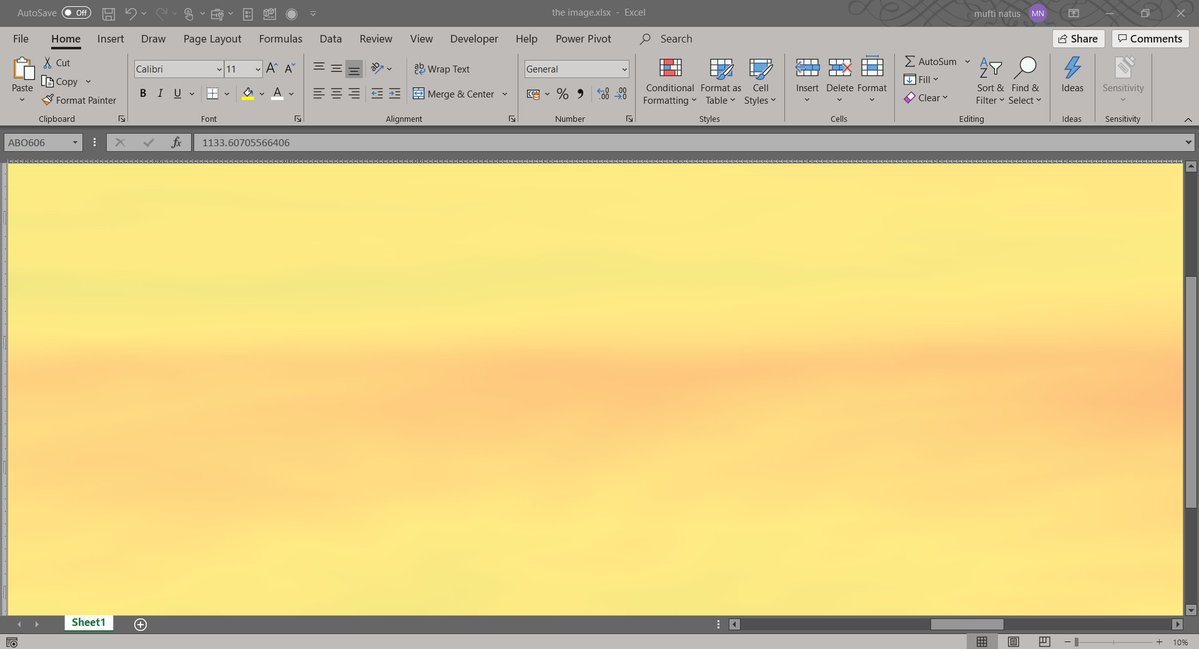 AutoSave Off the image.xlsx - Excel mufti natus MN
File Home Insert Draw Page Layout Formulas Data Review View Developer Help Power Pivot Search Share Comments
Paste Cut Copy Format Painter
Calibri 11 B I U A A A
Wrap Text
Merge & Center
General
% 9 .00 .00
Conditional Formatting Format as Table Cell Styles
Insert Delete Format
AutoSum Fill Clear
Sort & Filter Find & Select
Ideas
Sensitivity
Clipboard Font Alignment Number Styles Cells Editing Ideas Sensitivity
ABO606 fx 1133.60705566406
Sheet1
10%